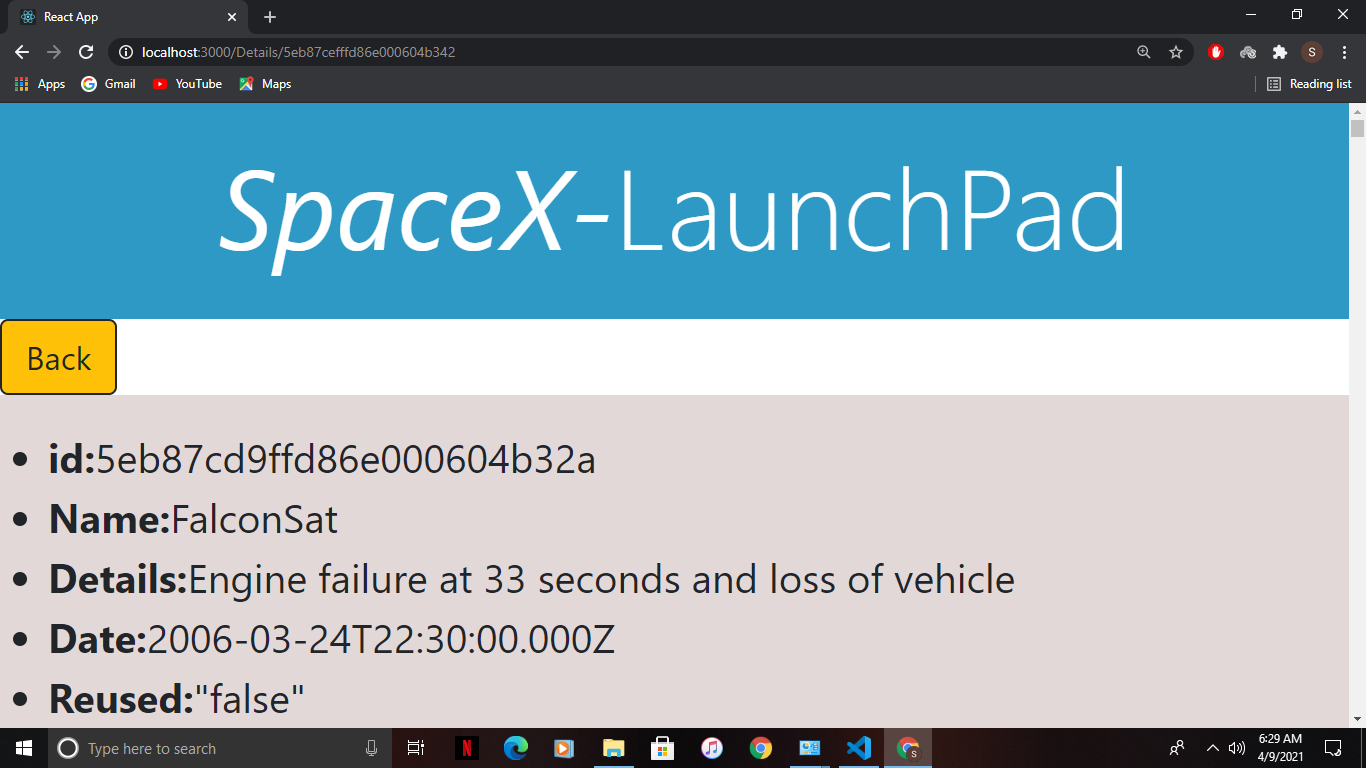 React App
localhost:3000/Details/5eb87cefffd86e000604b342
S
Apps Gmail YouTube Maps Reading list
SpaceX-LaunchPad
Back
id:5eb87cd9ffd86e000604b32a
Name:FalconSat
Details:Engine failure at 33 seconds and loss of vehicle
Date:2006-03-24T22:30:00.000Z
Reused:"false"
Type here to search
N
S
6:29 AM
4/9/2021